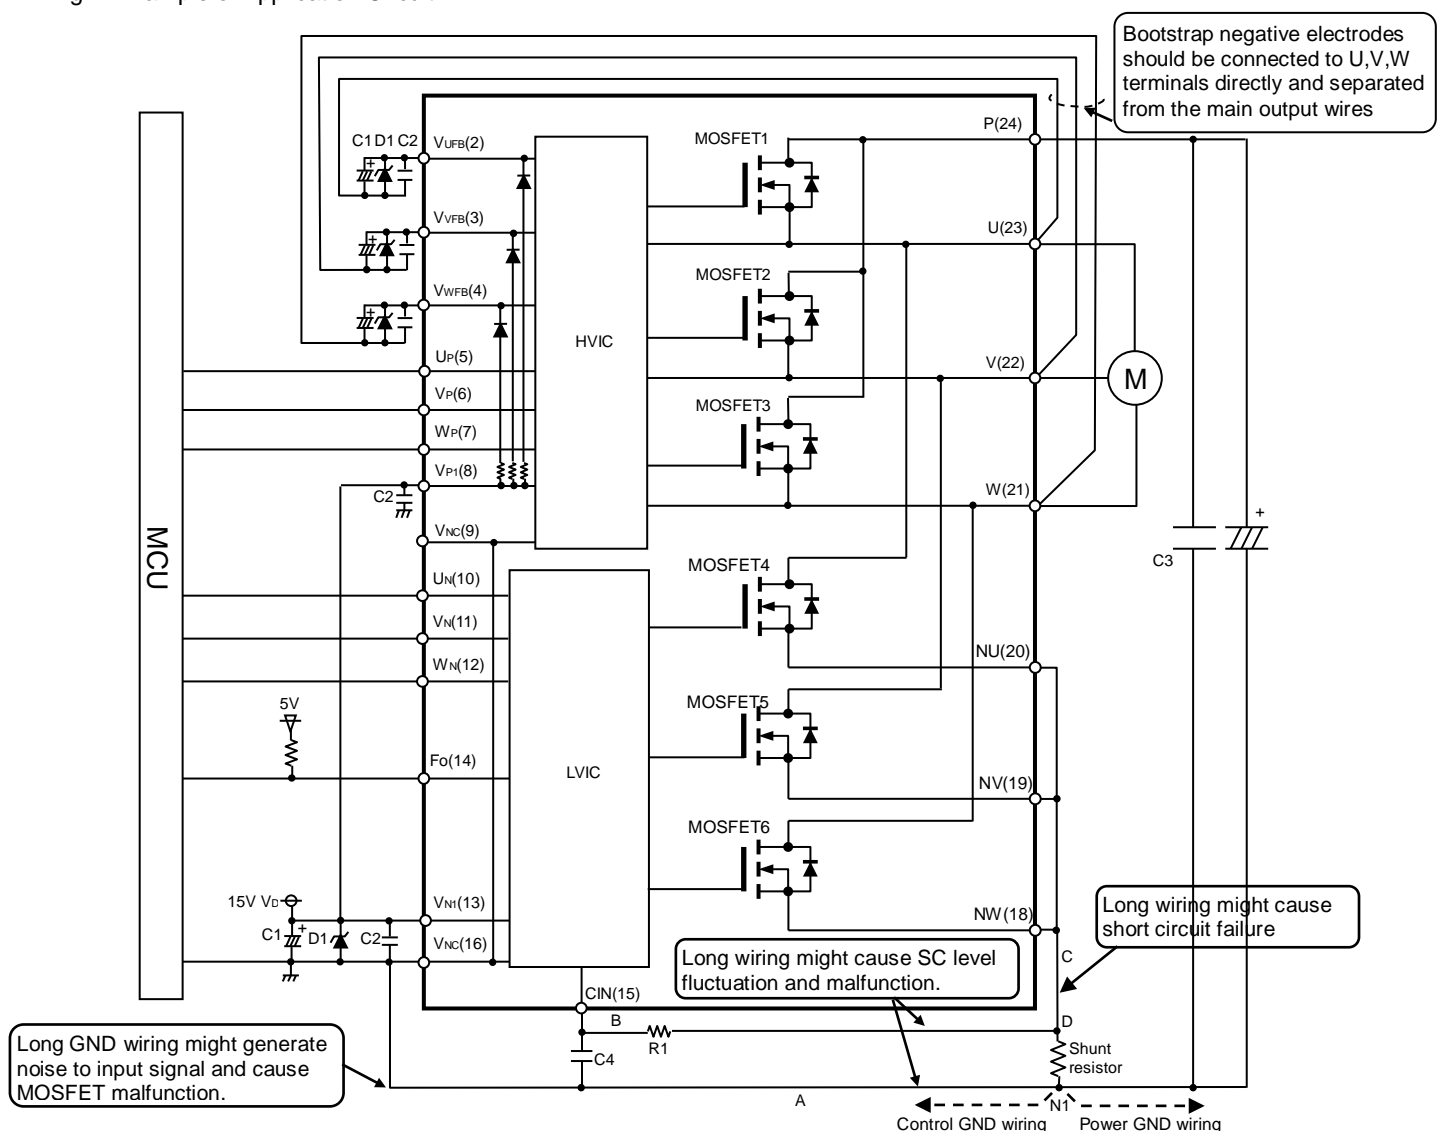 Bootstrap negative electrodes
should be connected to U,V,W
terminals directly and separated
from the main output wires
P(24)
C1 D1 C2
VUFB(2)
MOSFET1
VVFB(3)
U(23)
MOSFET2
VWFB(4)
HVIC
UP(5)
V(22)
M
VP(6)
MOSFET3
WP(7)
VP1(8)
C2
W(21)
+
VNC(9)
C3
MCU
MOSFET4
UN(10)
VN(11)
NU(20)
WN(12)
5V
MOSFET5
Fo(14)
LVIC
NV(19)
MOSFET6
15V VD
VN1(13)
NW(18)
Long wiring might cause
short circuit failure
C1
+
D1
C2
VNC(16)
Long wiring might cause SC level
fluctuation and malfunction.
C
CIN(15)
B
D
R1
C4
Shunt
resistor
Long GND wiring might generate
noise to input signal and cause
MOSFET malfunction.
A
N1
Control GND wiring
Power GND wiring